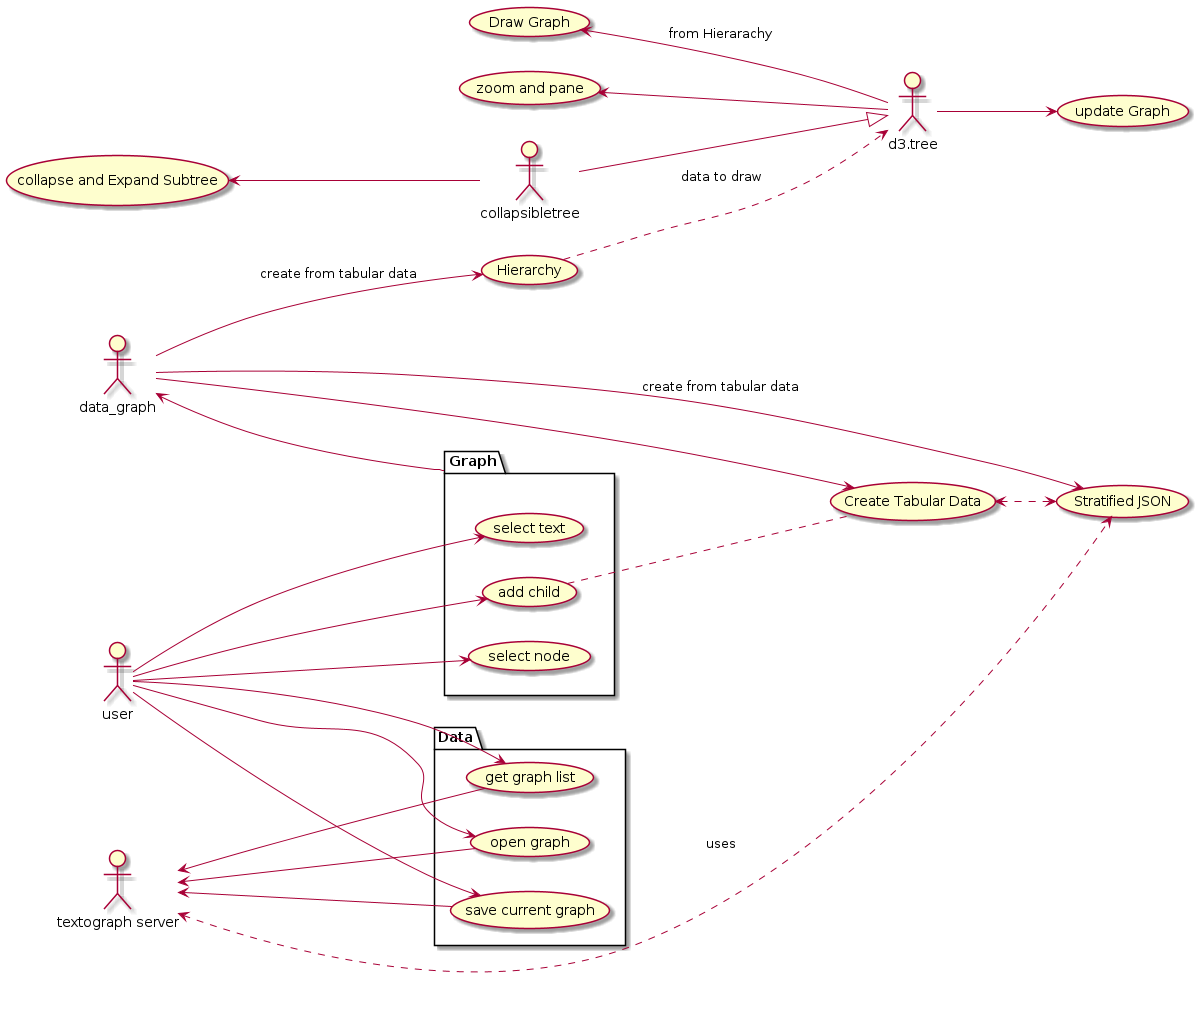 Draw Graph
from Hierarachy
zoom and pane
d3.tree
update Graph
collapse and Expand Subtree
collapsibletree
data to draw
create from tabular data
Hierarchy
data_graph
create from tabular data
Graph
select text
Create Tabular Data
Stratified JSON
add child
select node
user
Data
get graph list
open graph
uses
save current graph
textograph server